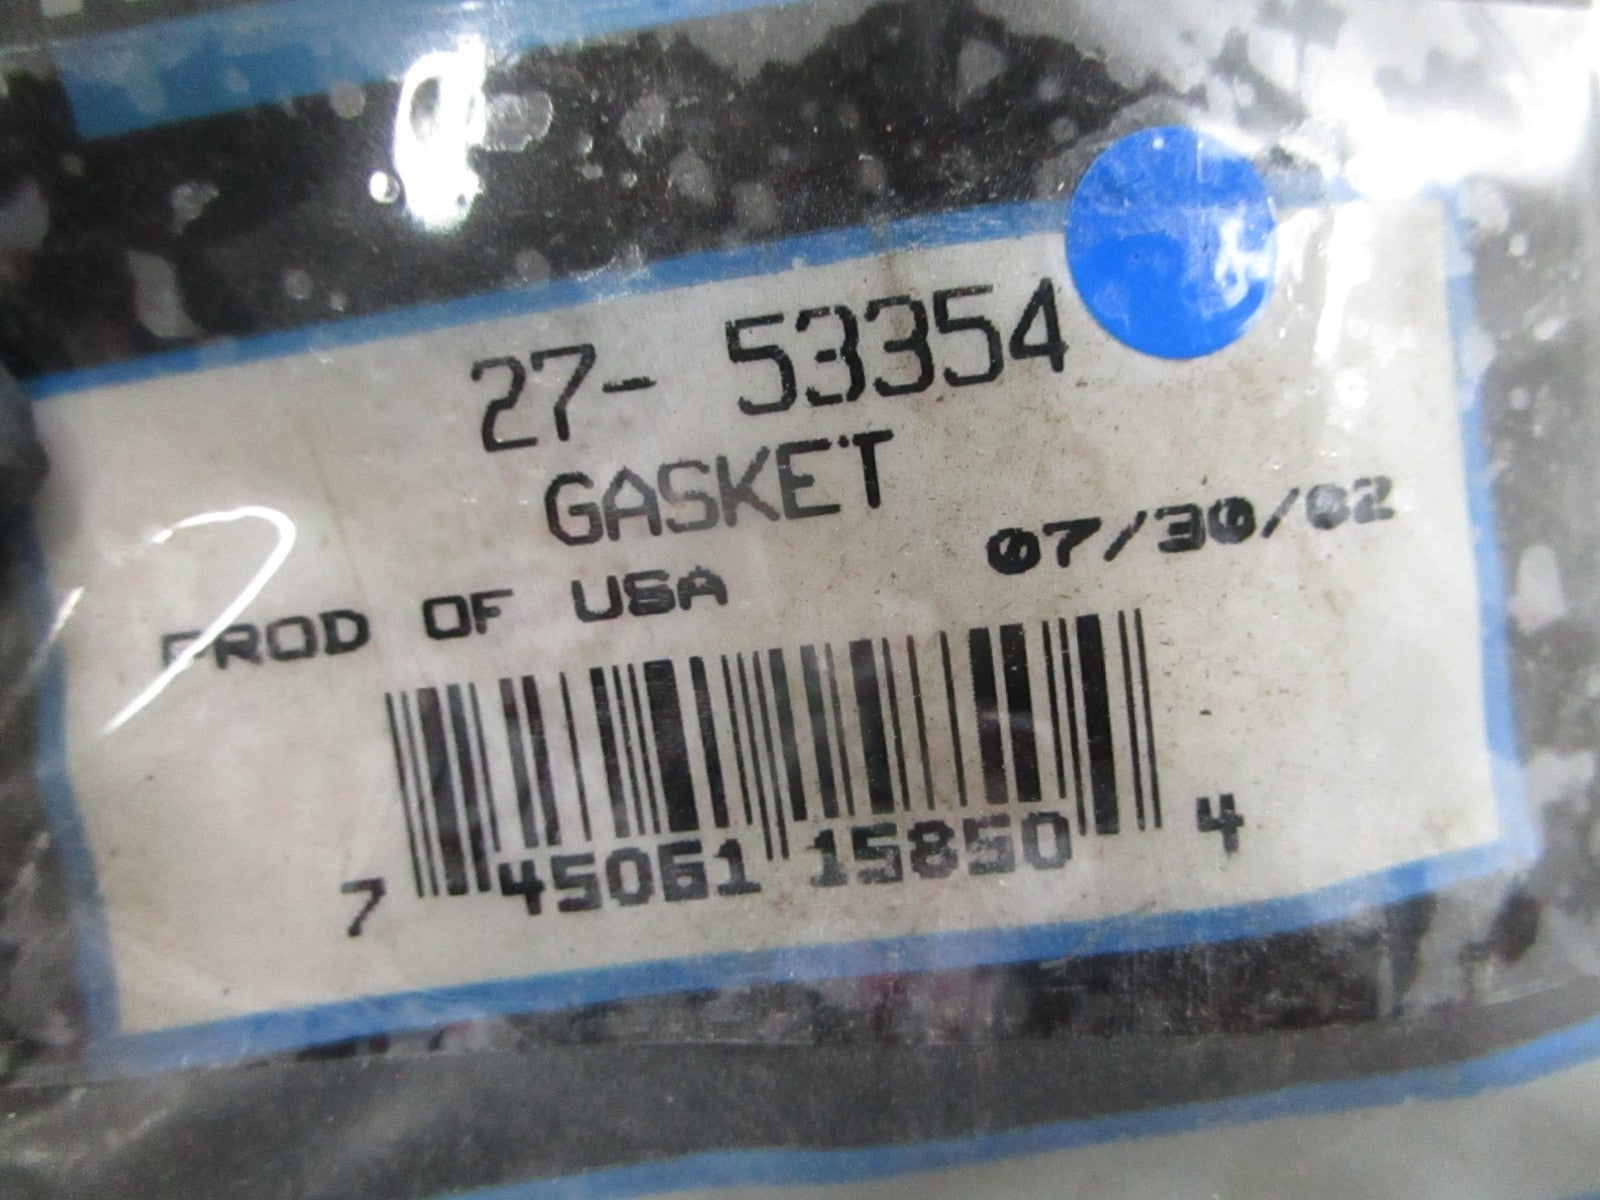 27- 53354
GASKET
PROD OF USA 07/30/02
7 45061 15850 4